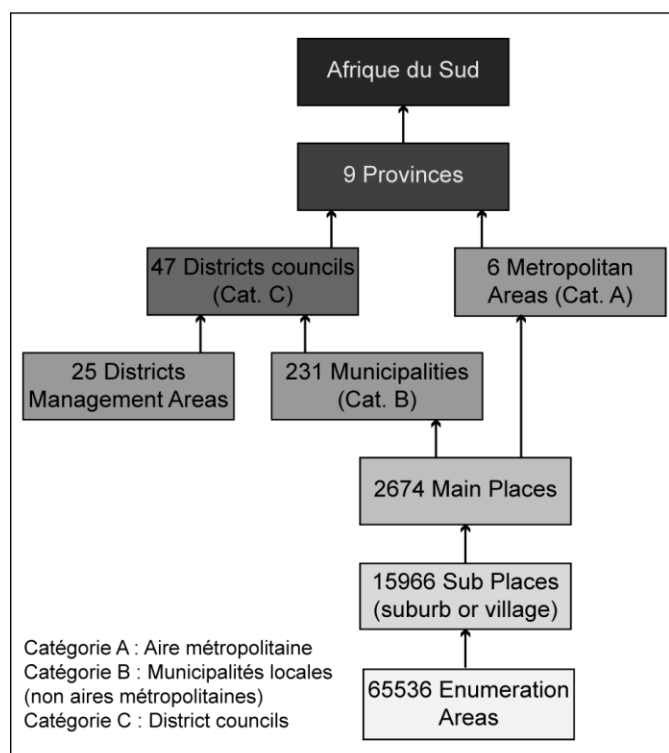 Afrique du Sud
9 Provinces
47 Districts councils
(Cat. C)
6 Metropolitan
Areas (Cat. A)
25 Districts
Management Areas
231 Municipalities
(Cat. B)
2674 Main Places
15966 Sub Places
(suburb or village)
65536 Enumeration
Areas
Catégorie A : Aire métropolitaine
Catégorie B : Municipalités locales
(non aires métropolitaines)
Catégorie C : District councils